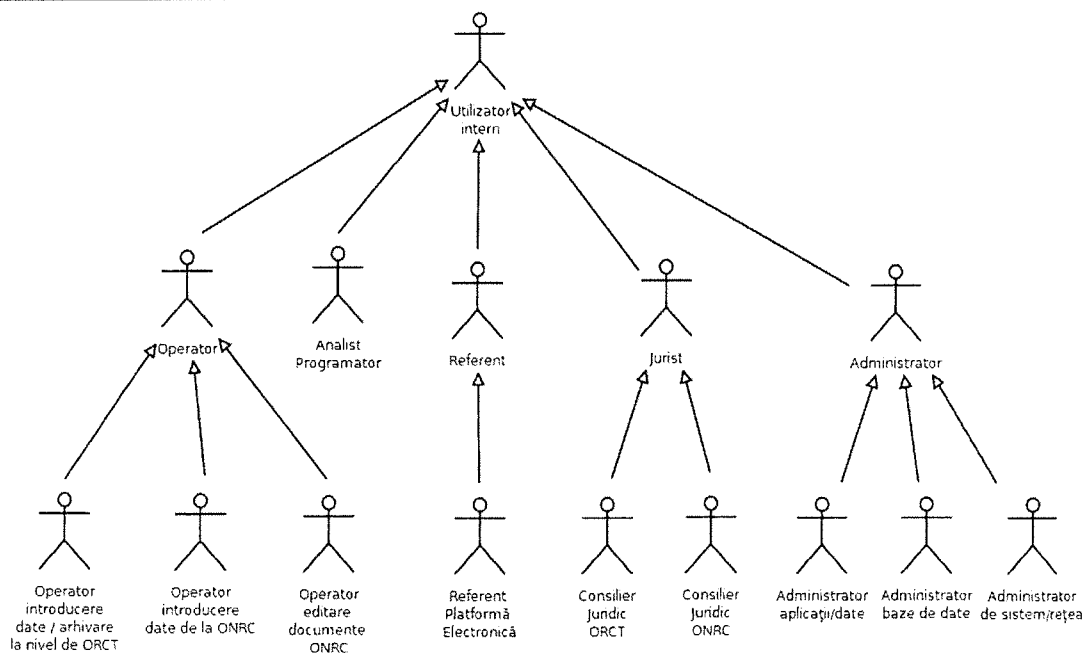 Utilizator
intern
Operator
Analist
Programator
Referent
Jurist
Administrator
Operator
introducere
date / arhivare
la nivel de ORCT
Operator
introducere
date de la ONRC
Operator
editare
documente
ONRC
Referent
Platformă
Electronică
Consilier
Juridic
ORCT
Consilier
Juridic
ONRC
Administrator
aplicații/date
Administrator
baze de date
Administrator
de sistem/rețea